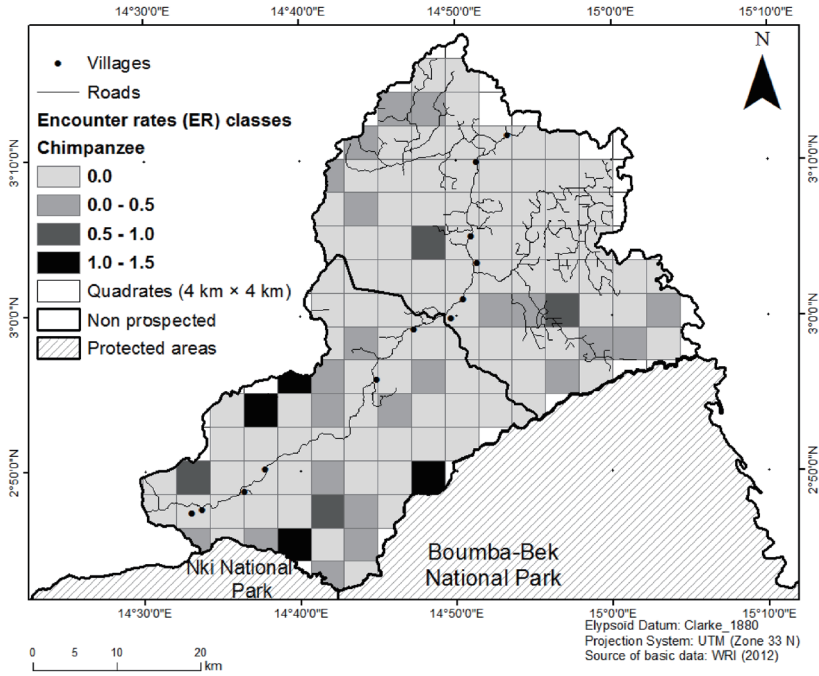 14°30'0"E
14°40'0"E
14°50'0"E
15°0'0"E
15°10'0"E
N
Villages
Roads
Encounter rates (ER) classes
Chimpanzee
0.0
0.0 - 0.5
0.5 - 1.0
1.0 - 1.5
Quadrates (4 km × 4 km)
Non prospected
Protected areas
3°10'0"N
3°10'0"N
3°0'0"N
3°0'0"N
2°50'0"N
2°50'0"N
Nki National
Park
Boumba-Bek
National Park
14°30'0"E
14°40'0"E
14°50'0"E
15°0'0"E
15°10'0"E
0 5 10 20
km
Elypsoid Datum: Clarke_1880
Projection System: UTM (Zone 33 N)
Source of basic data: WRI (2012)